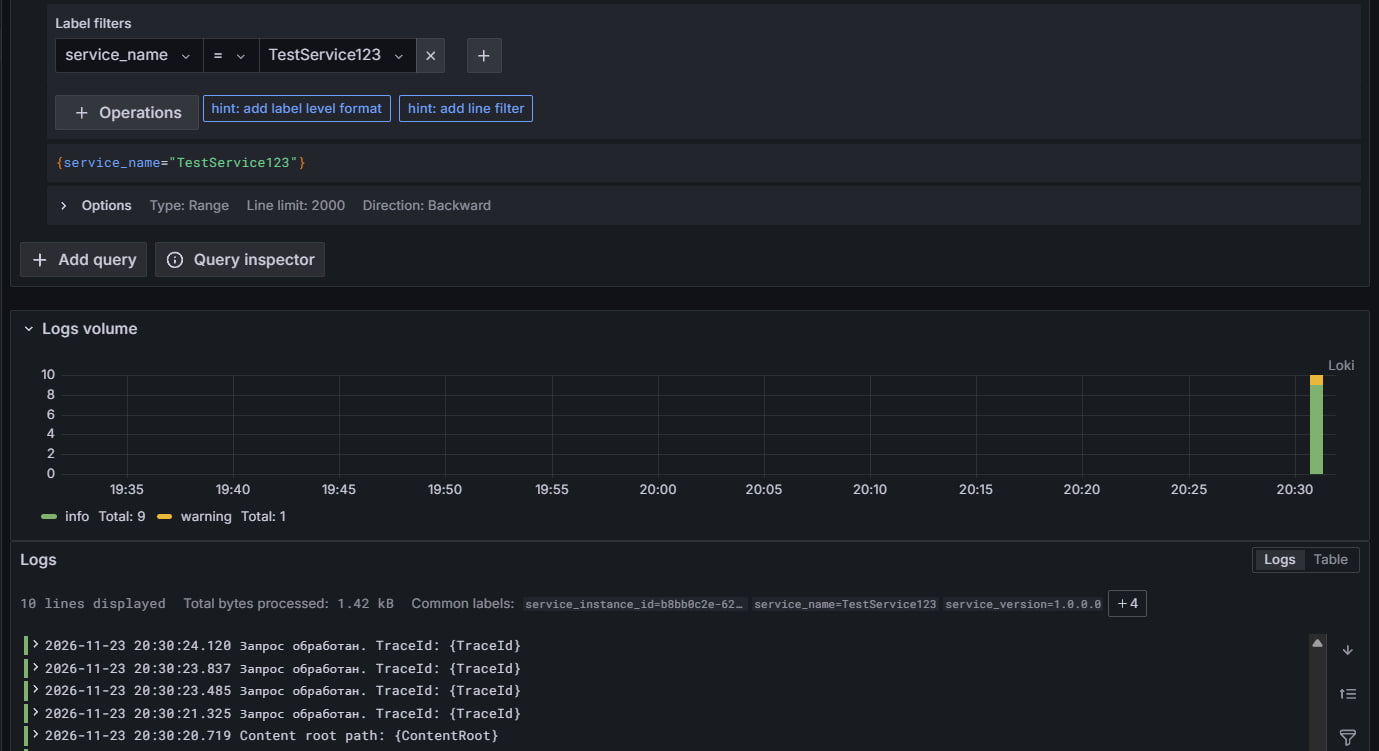 Label filters
service_name = TestService123
+ Operations hint: add label level format hint: add line filter
{service_name="TestService123"}
Options Type: Range Line limit: 2000 Direction: Backward
+ Add query Query inspector
Logs volume
Loki
10
8
6
4
2
0
19:35 19:40 19:45 19:50 19:55 20:00 20:05 20:10 20:15 20:20 20:25 20:30
info Total: 9 warning Total: 1
Logs
Logs Table
10 lines displayed Total bytes processed: 1.42 kB Common labels: service_instance_id=b8bb0c2e-62… service_name=TestService123 service_version=1.0.0.0 +4
2026-11-23 20:30:24.120 Запрос обработан. TraceId: {TraceId}
2026-11-23 20:30:23.837 Запрос обработан. TraceId: {TraceId}
2026-11-23 20:30:23.485 Запрос обработан. TraceId: {TraceId}
2026-11-23 20:30:21.325 Запрос обработан. TraceId: {TraceId}
2026-11-23 20:30:20.719 Content root path: {ContentRoot}